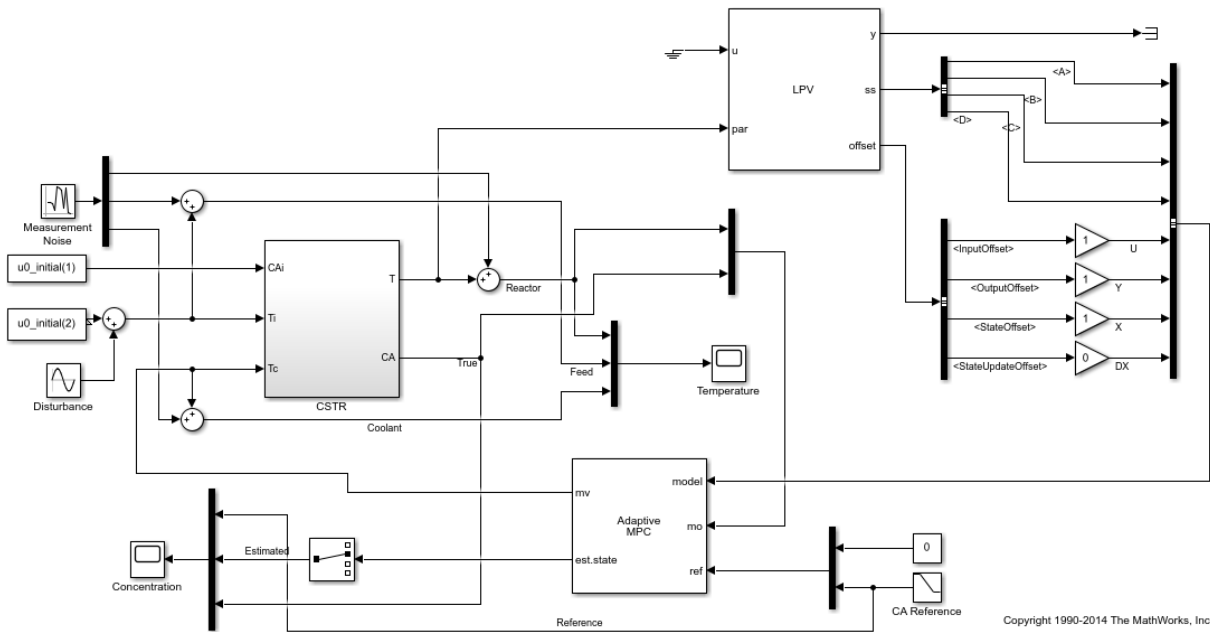 u
par
LPV
y
ss
offset
<A>
<B>
<C>
<D>
<InputOffset>
1
U
<OutputOffset>
1
Y
<StateOffset>
1
X
<StateUpdateOffset>
0
DX
Measurement
Noise
u0_initial(1)
u0_initial(2)
Disturbance
CAi
Ti
Tc
T
CA
CSTR
Reactor
True
Feed
Coolant
Temperature
mv
est.state
Adaptive
MPC
model
mo
ref
Estimated
Concentration
Reference
0
CA Reference
Copyright 1990-2014 The MathWorks, Inc